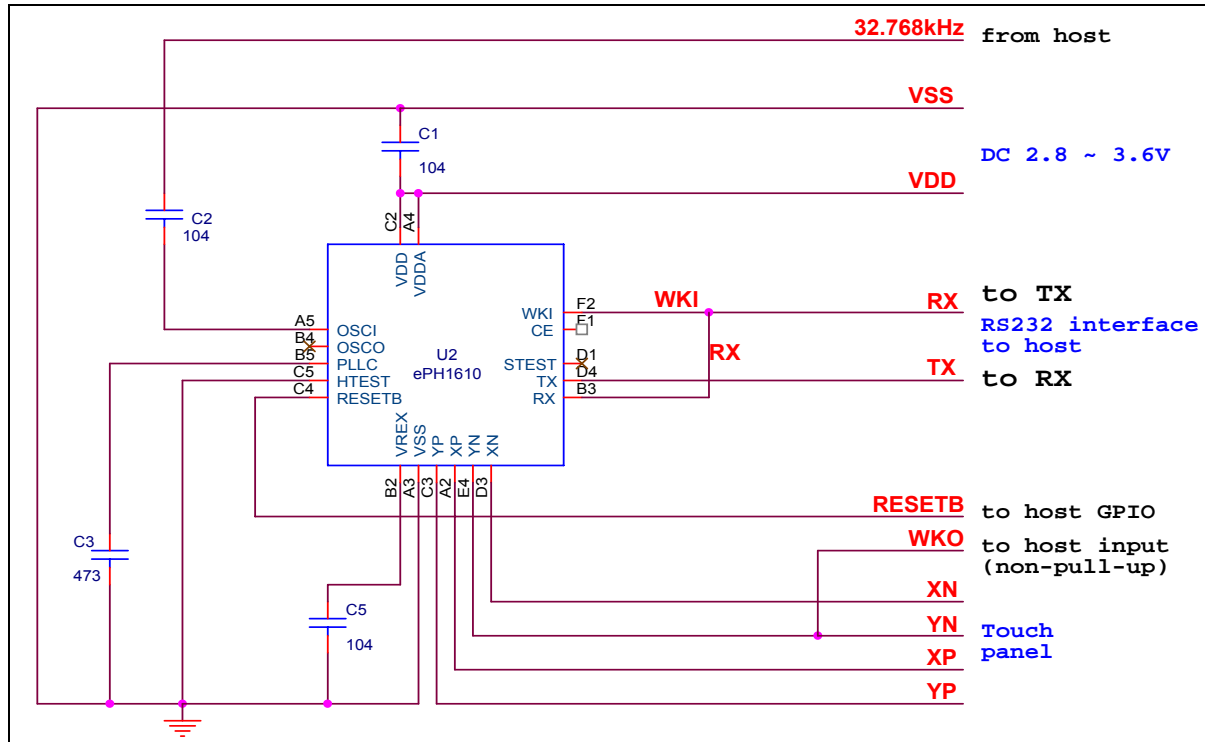 32.768kHz from host
VSS
C1
104
DC 2.8 ~ 3.6V
VDD
C2
104
C2 A4
VDD VDDA
A5 OSCI
B4 OSCO
B5 PLLC
C5 HTEST
C4 RESETB
U2
ePH1610
WKI F2
CE E1
STEST D1
TX D4
RX B3
WKI
RX
RX to TX
RS232 interface
to host
TX to RX
VREX VSS YP XP YN XN
B2 A3 C3 A2 E4 D3
RESETB to host GPIO
WKO to host input
(non-pull-up)
C3
473
C5
104
XN
YN Touch
panel
XP
YP